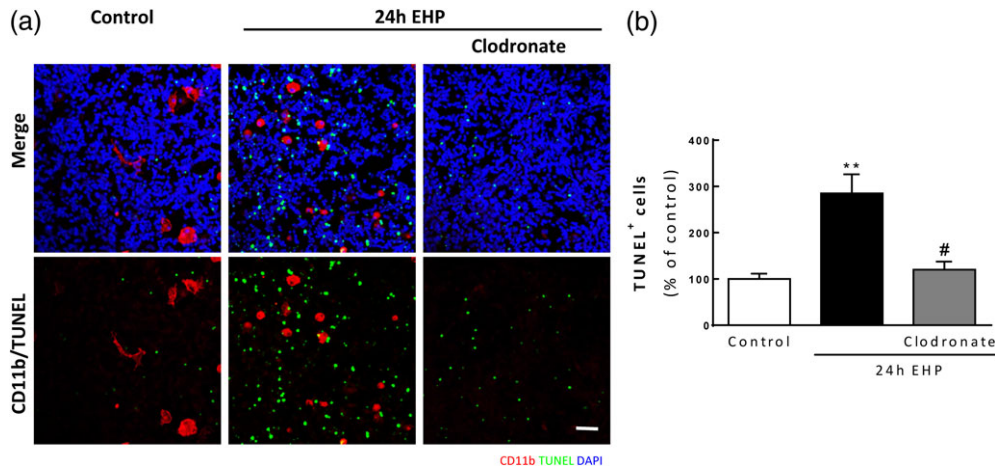 (a)
Control
24h EHP
Clodronate
Merge
CD11b/TUNEL
CD11b TUNEL DAPI
(b)
TUNEL+ cells
(% of control)
400
300
200
100
0
**
#
Control
Clodronate
24h EHP